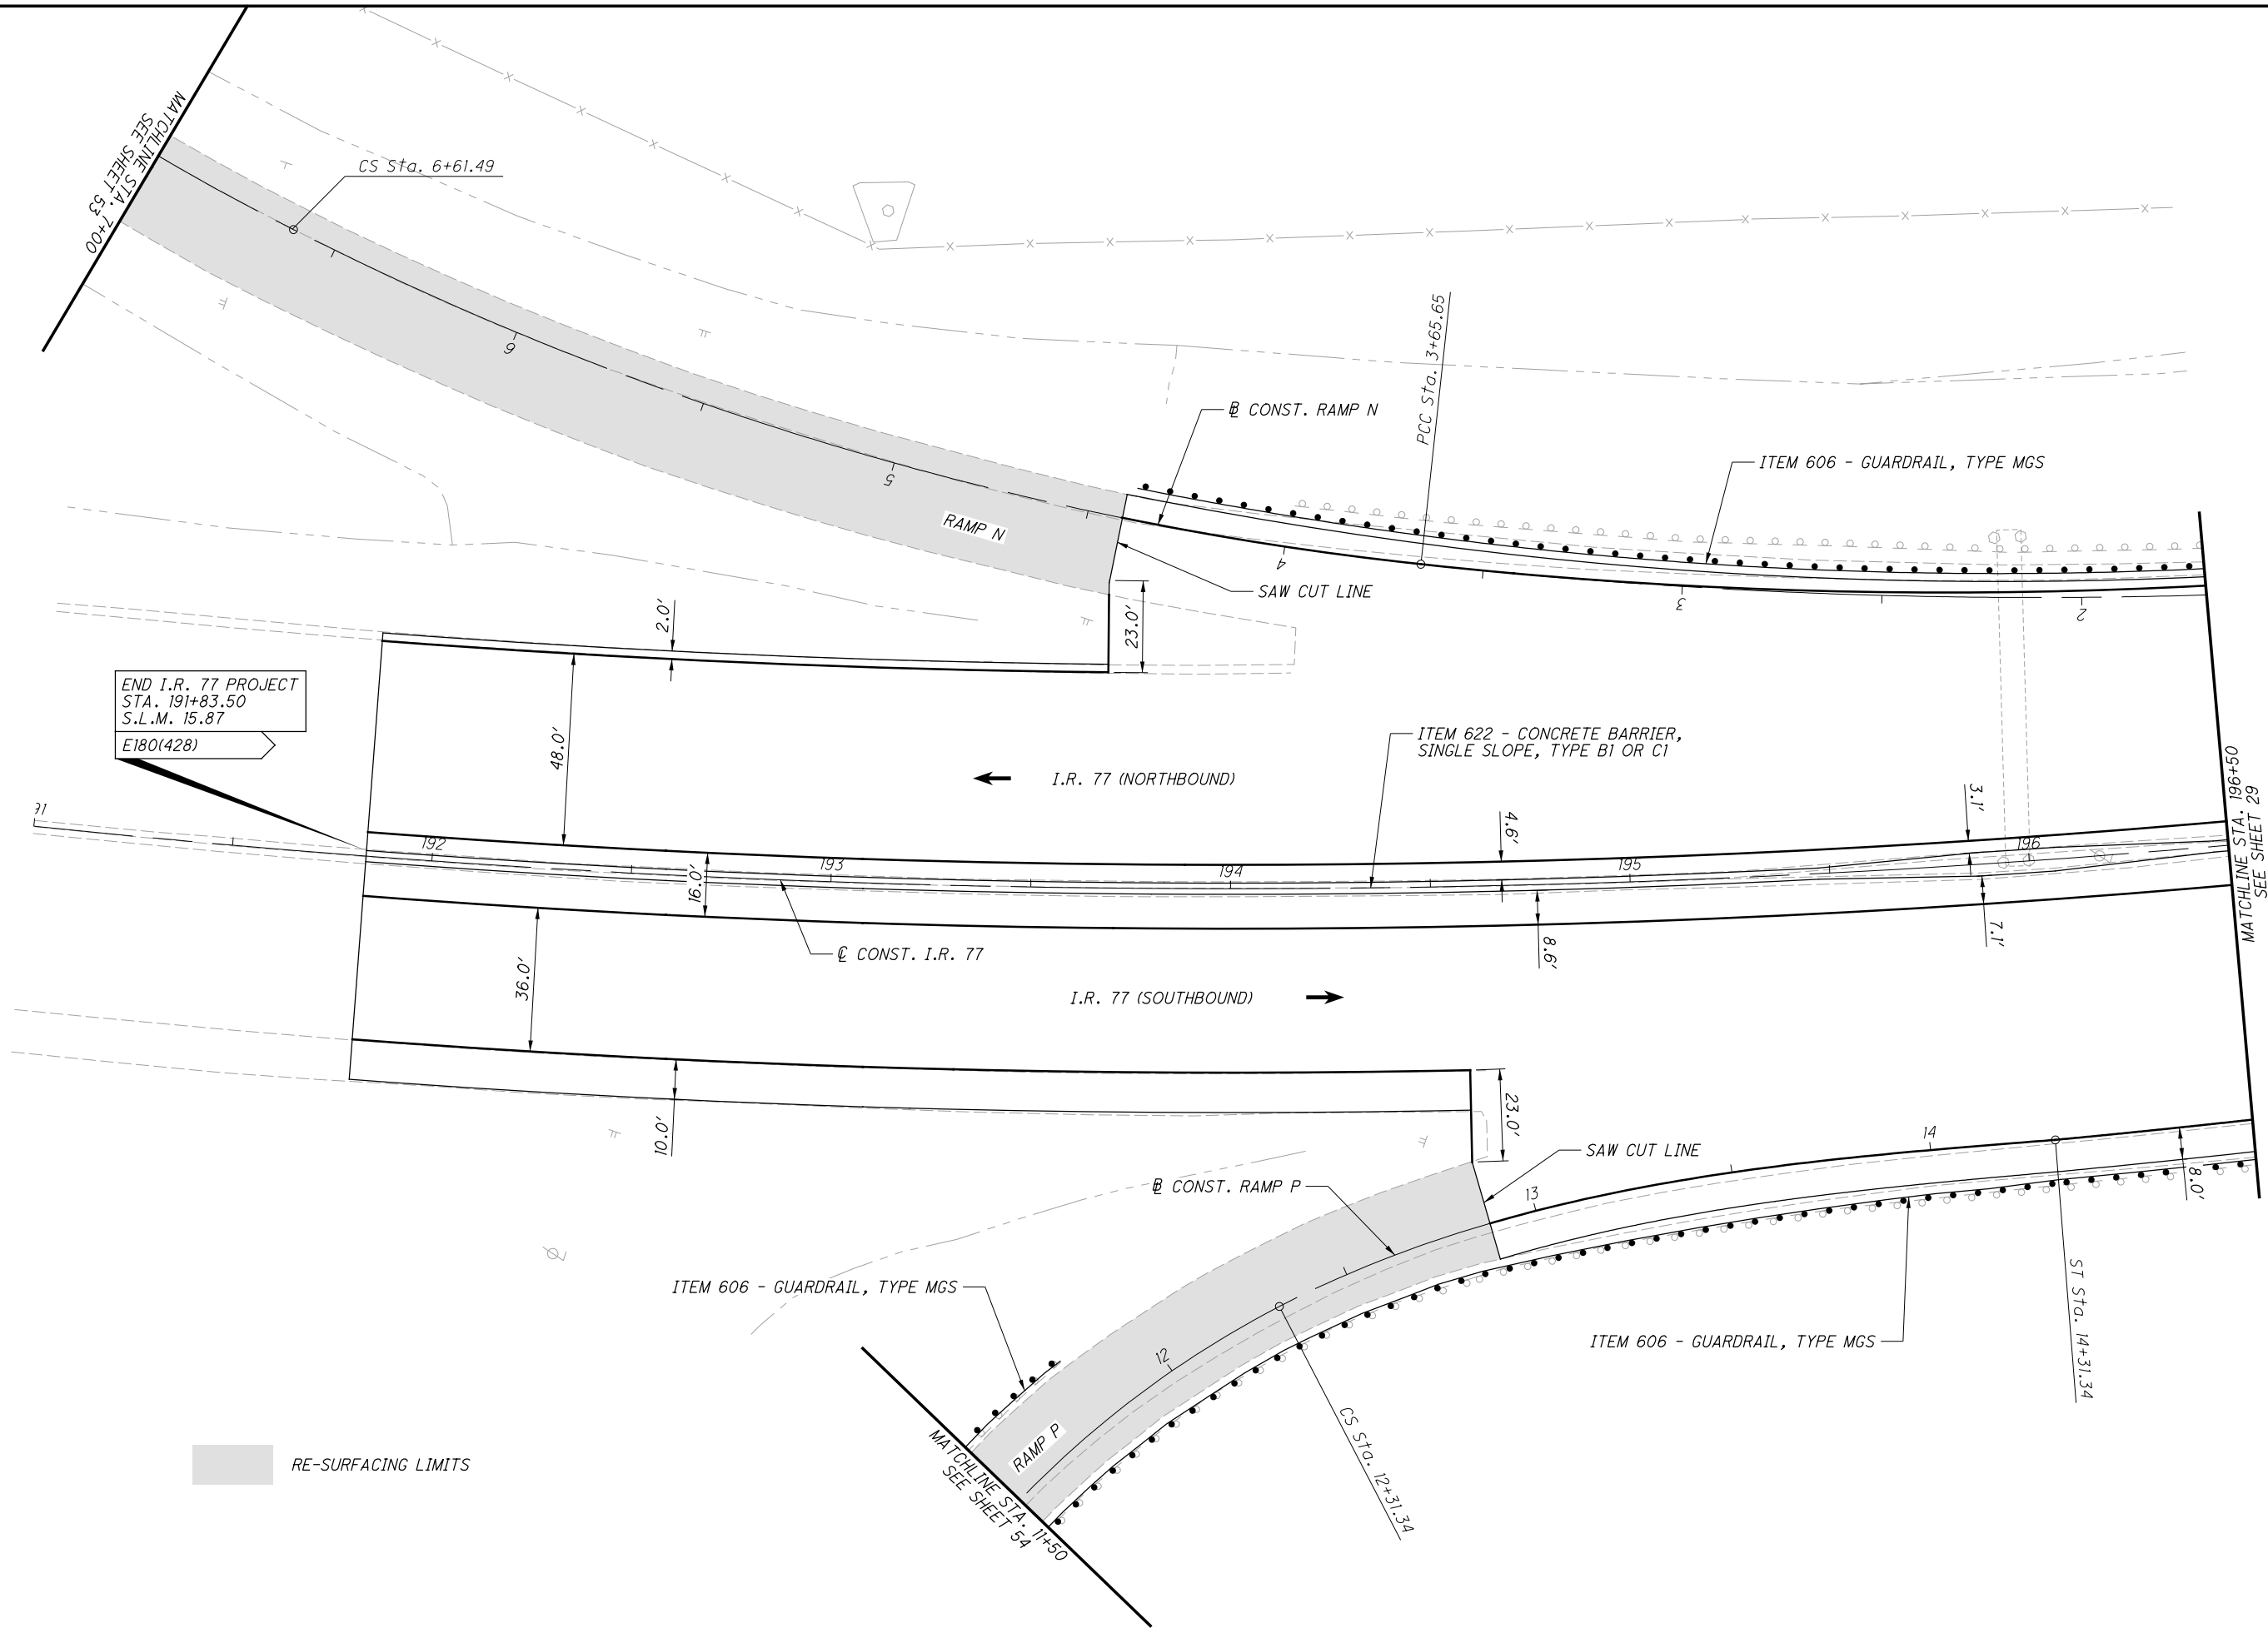 MATCHLINE STA. 7+00
SEE SHEET 53
CS Sta. 6+61.49
6
5
RAMP N
℄ CONST. RAMP N
PCC Sta. 3+65.65
ITEM 606 - GUARDRAIL, TYPE MGS
4
3
2
SAW CUT LINE
23.0'
2.0'
48.0'
END I.R. 77 PROJECT
STA. 191+83.50
S.L.M. 15.87
E180(428)
I.R. 77 (NORTHBOUND)
ITEM 622 - CONCRETE BARRIER,
SINGLE SLOPE, TYPE B1 OR C1
3.1'
4.6'
MATCHLINE STA. 196+50
SEE SHEET 29
91
192
193
194
195
196
16.0'
8.6'
7.1'
℄ CONST. I.R. 77
36.0'
I.R. 77 (SOUTHBOUND)
10.0'
23.0'
SAW CUT LINE
14
13
8.0'
℄ CONST. RAMP P
ITEM 606 - GUARDRAIL, TYPE MGS
ITEM 606 - GUARDRAIL, TYPE MGS
ST Sta. 14+31.34
12
CS Sta. 12+31.34
RAMP P
MATCHLINE STA. 11+50
SEE SHEET 54
RE-SURFACING LIMITS